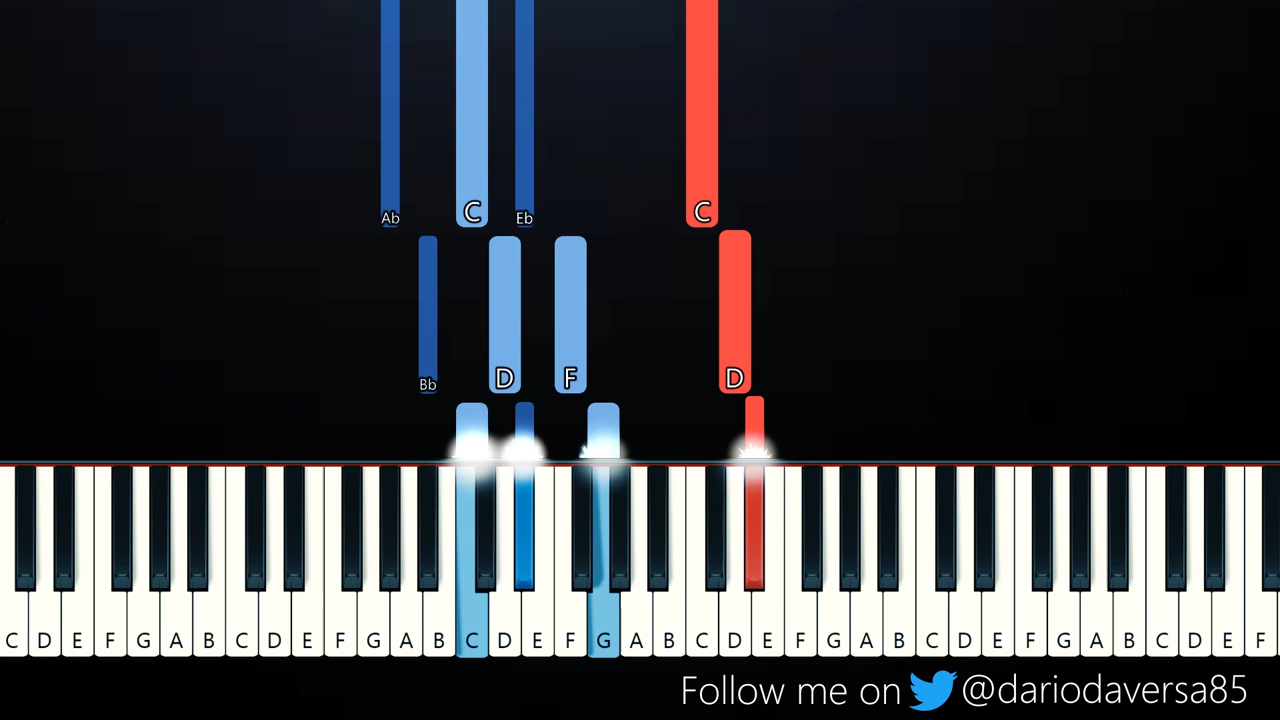 Ab C Eb C
Bb D F D
C D E F G A B C D E F G A B C D E F G A B C D E F G A B C D E F G A B C D E F
Follow me on @dariodaversa85